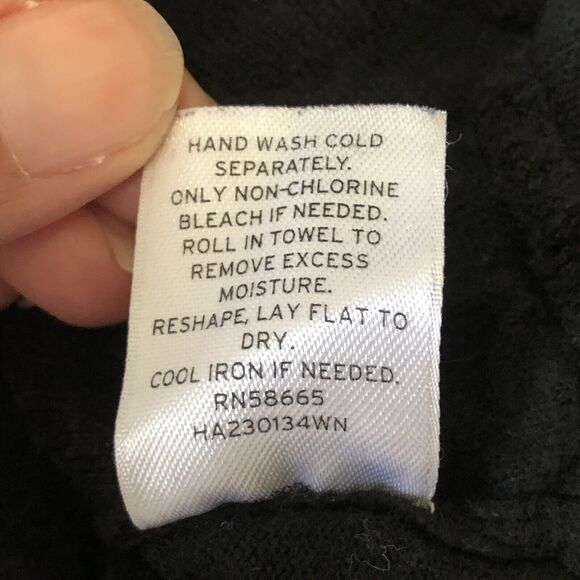 HAND WASH COLD
SEPARATELY.
ONLY NON-CHLORINE
BLEACH IF NEEDED.
ROLL IN TOWEL TO
REMOVE EXCESS
MOISTURE.
RESHAPE, LAY FLAT TO
DRY.
COOL IRON IF NEEDED.
RN58665
HA230134WN